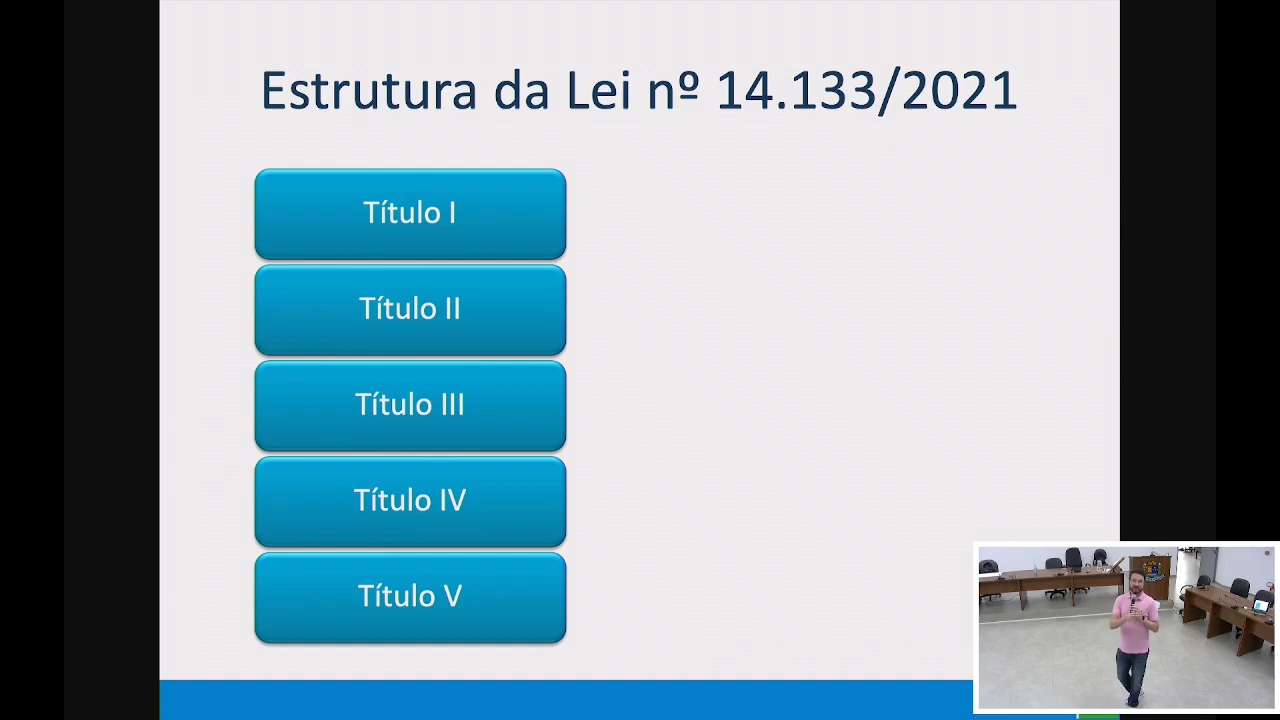 Estrutura da Lei nº 14.133/2021
Título I
Título II
Título III
Título IV
Título V